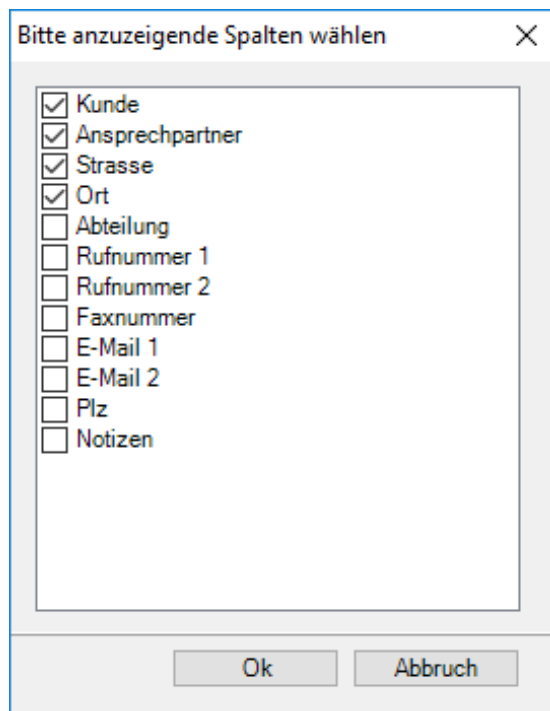 Bitte anzuzeigende Spalten wählen
Kunde
Ansprechpartner
Strasse
Ort
Abteilung
Rufnummer 1
Rufnummer 2
Faxnummer
E-Mail 1
E-Mail 2
Plz
Notizen
Ok Abbruch